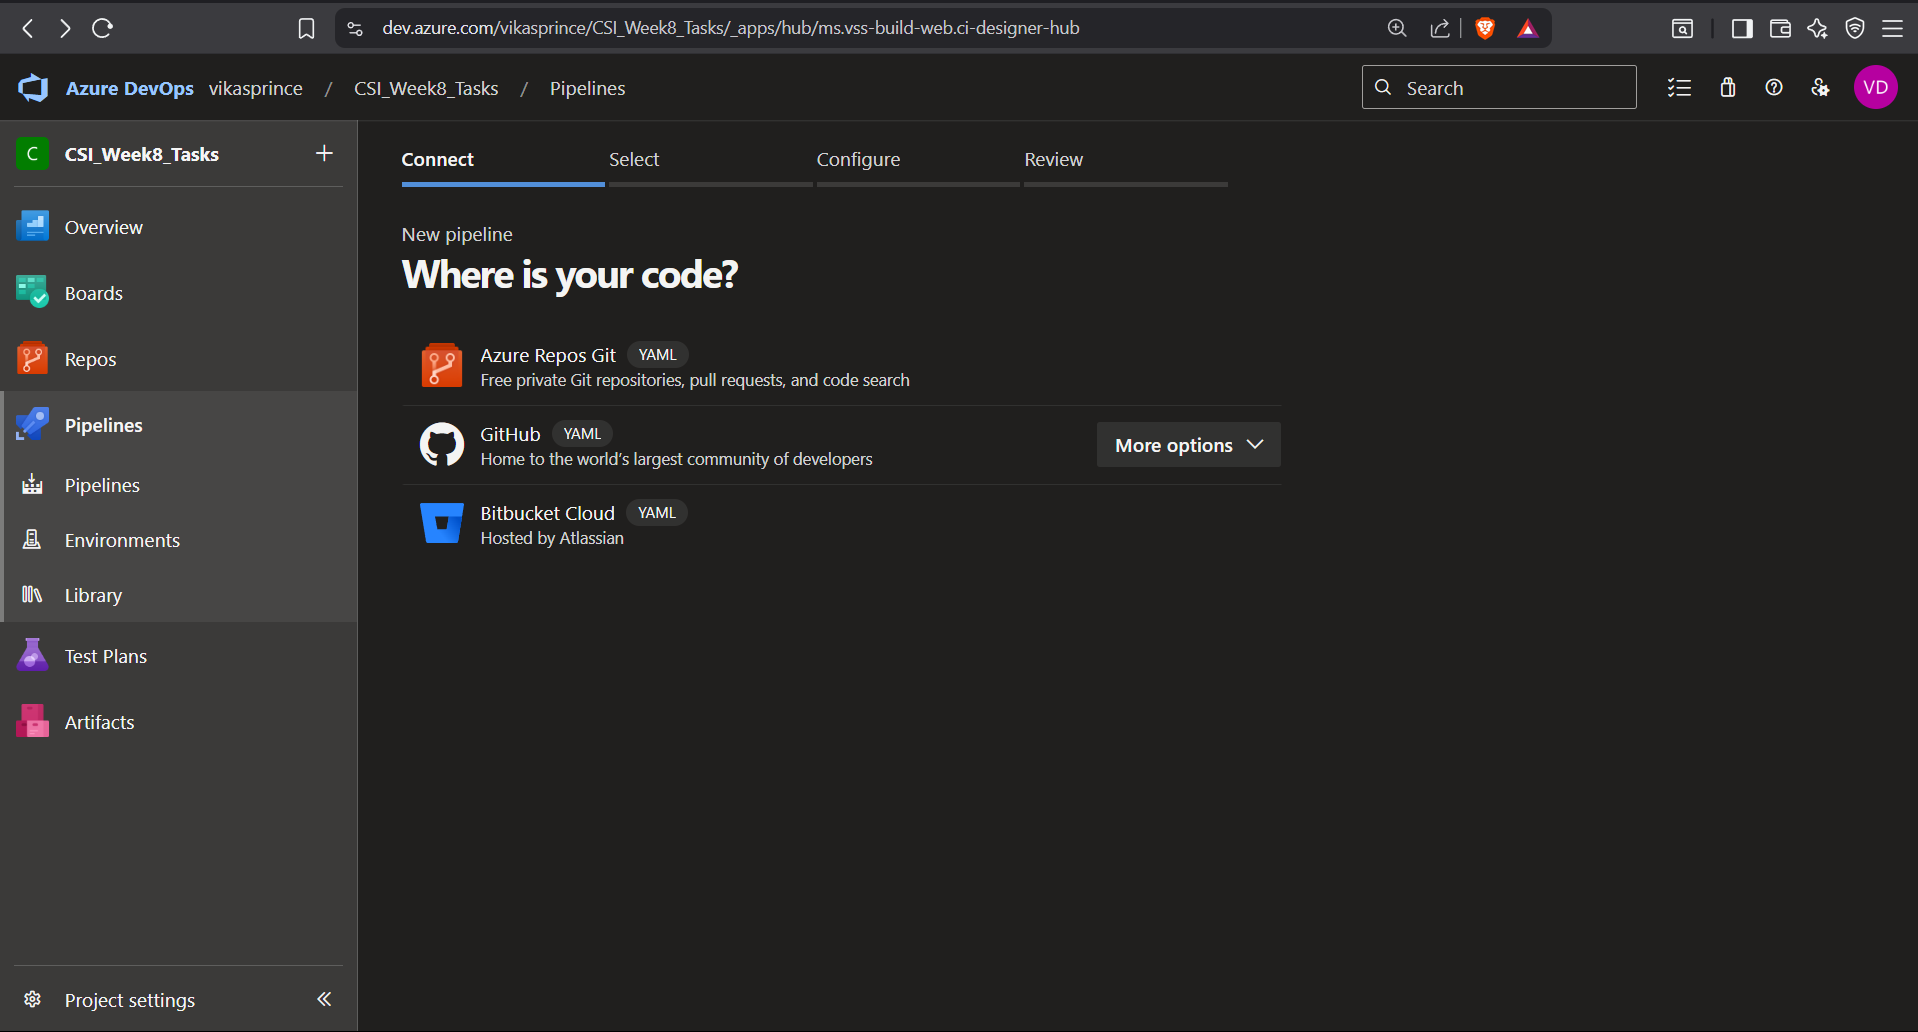 dev.azure.com/vikasprince/CSI_Week8_Tasks/_apps/hub/ms.vss-build-web.ci-designer-hub
Azure DevOps vikasprince / CSI_Week8_Tasks / Pipelines
Search
VD
C CSI_Week8_Tasks
Overview
Boards
Repos
Pipelines
Pipelines
Environments
Library
Test Plans
Artifacts
Project settings
Connect Select Configure Review
New pipeline
Where is your code?
Azure Repos Git YAML
Free private Git repositories, pull requests, and code search
GitHub YAML
Home to the world’s largest community of developers
More options
Bitbucket Cloud YAML
Hosted by Atlassian